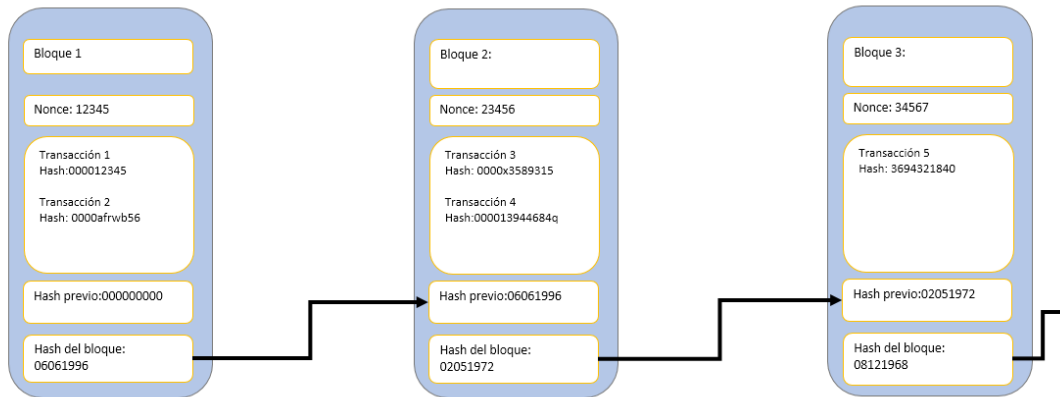 Bloque 1
Nonce: 12345
Transacción 1
Hash:000012345
Transacción 2
Hash: 0000afrwb56
Hash previo:000000000
Hash del bloque:
06061996
Bloque 2:
Nonce: 23456
Transacción 3
Hash: 0000x3589315
Transacción 4
Hash:000013944684q
Hash previo:06061996
Hash del bloque:
02051972
Bloque 3:
Nonce: 34567
Transacción 5
Hash: 3694321840
Hash previo:02051972
Hash del bloque:
08121968